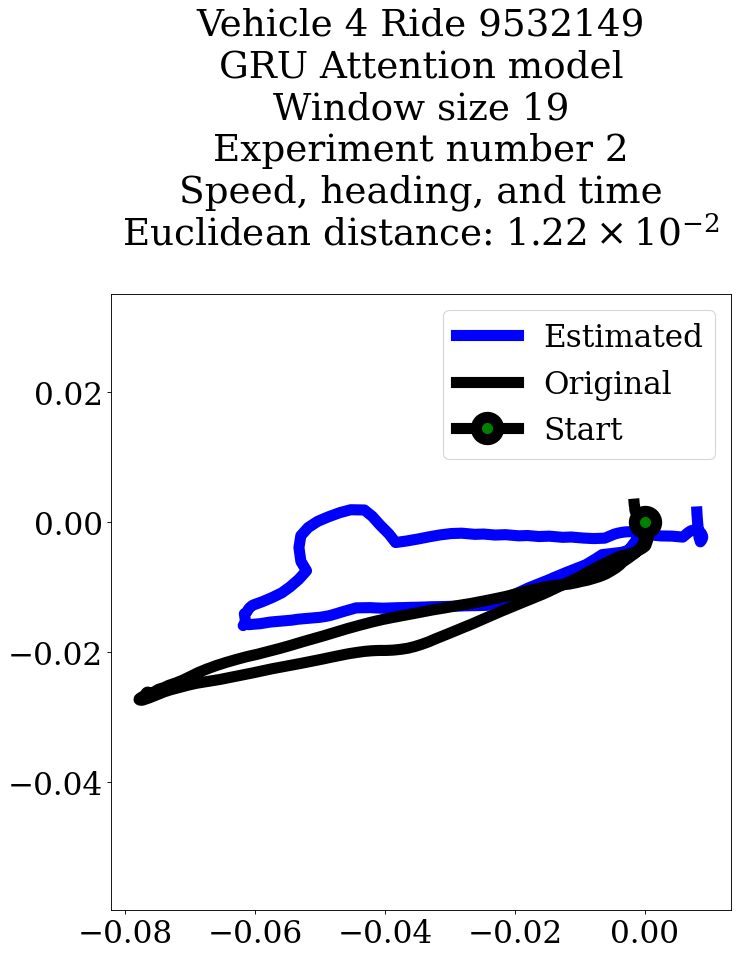 Vehicle 4 Ride 9532149
GRU Attention model
Window size 19
Experiment number 2
Speed, heading, and time
Euclidean distance: 1.22 × 10⁻²
Estimated
Original
Start
0.02
0.00
−0.02
−0.04
−0.08 −0.06 −0.04 −0.02 0.00